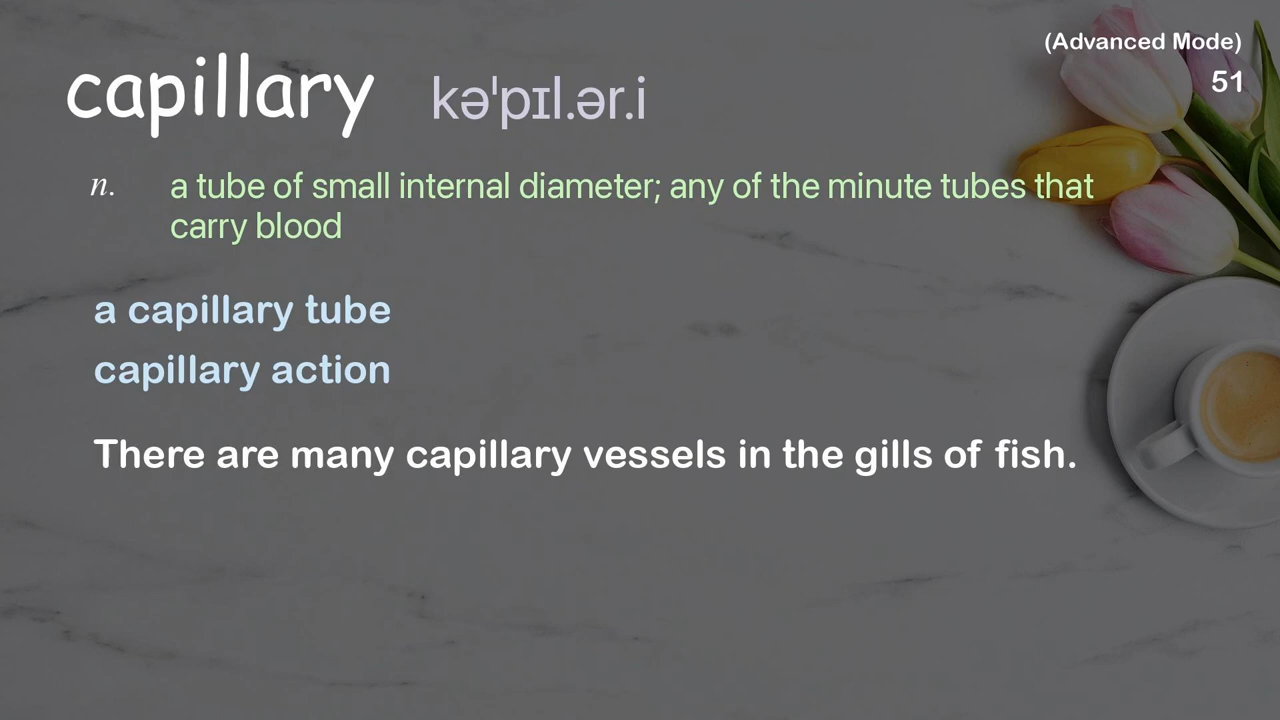 (Advanced Mode)
51
capillary kəˈpɪl.ər.i
n. a tube of small internal diameter; any of the minute tubes that
carry blood
a capillary tube
capillary action
There are many capillary vessels in the gills of fish.